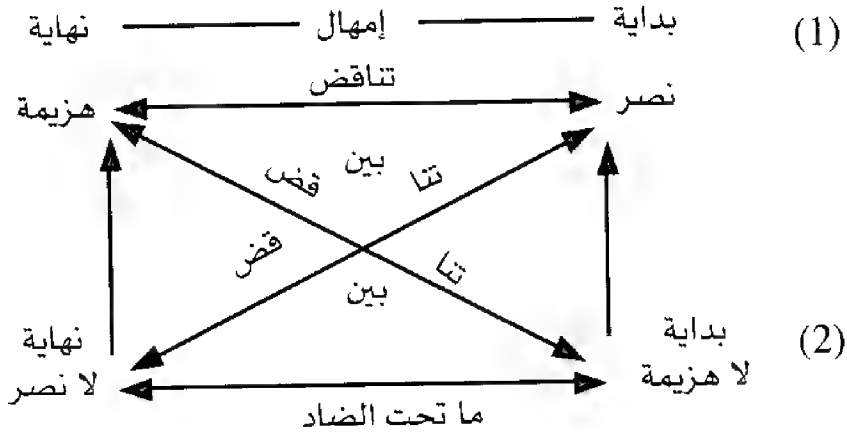 (1) بداية إمهال نهاية
تناقض
نصر هزيمة
بين
تنا قض
تنا قض
بين
(2) بداية نهاية
لا هزيمة لا نصر
ما تحت الضاد